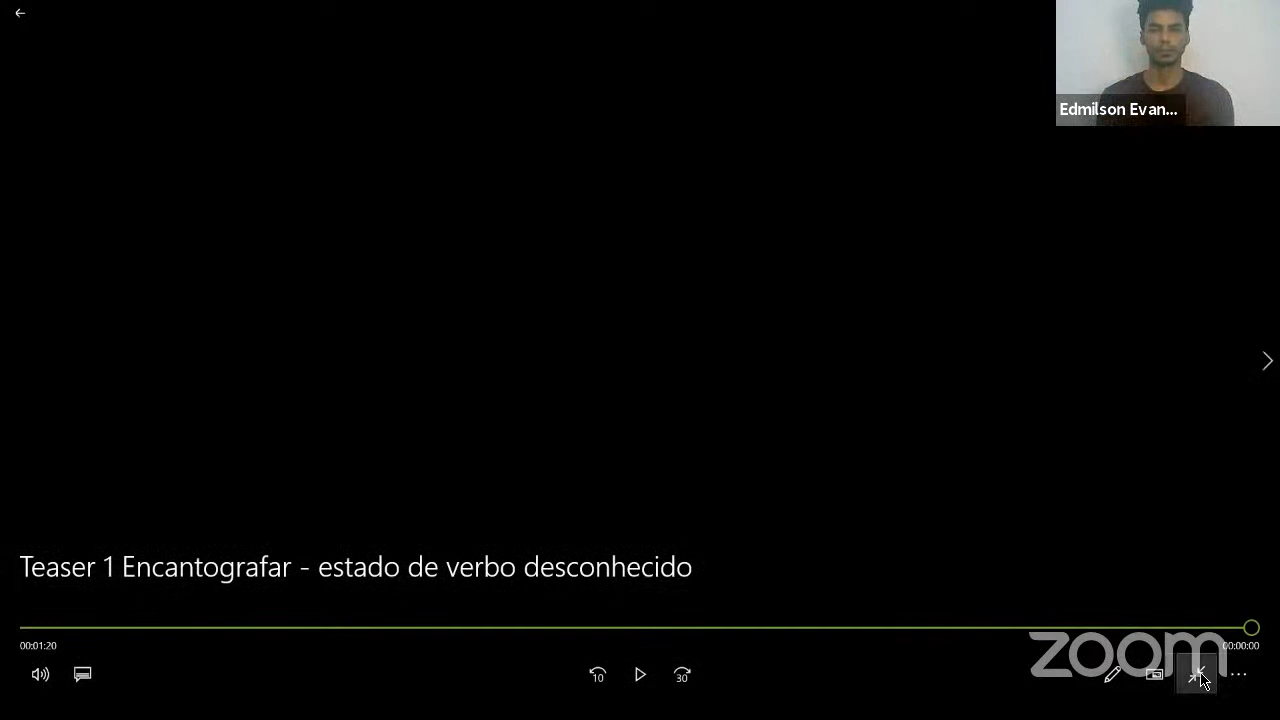 Edmilson Evan...
Teaser 1 Encantografar - estado de verbo desconhecido
00:01:20
00:00:00
zoom
10
30